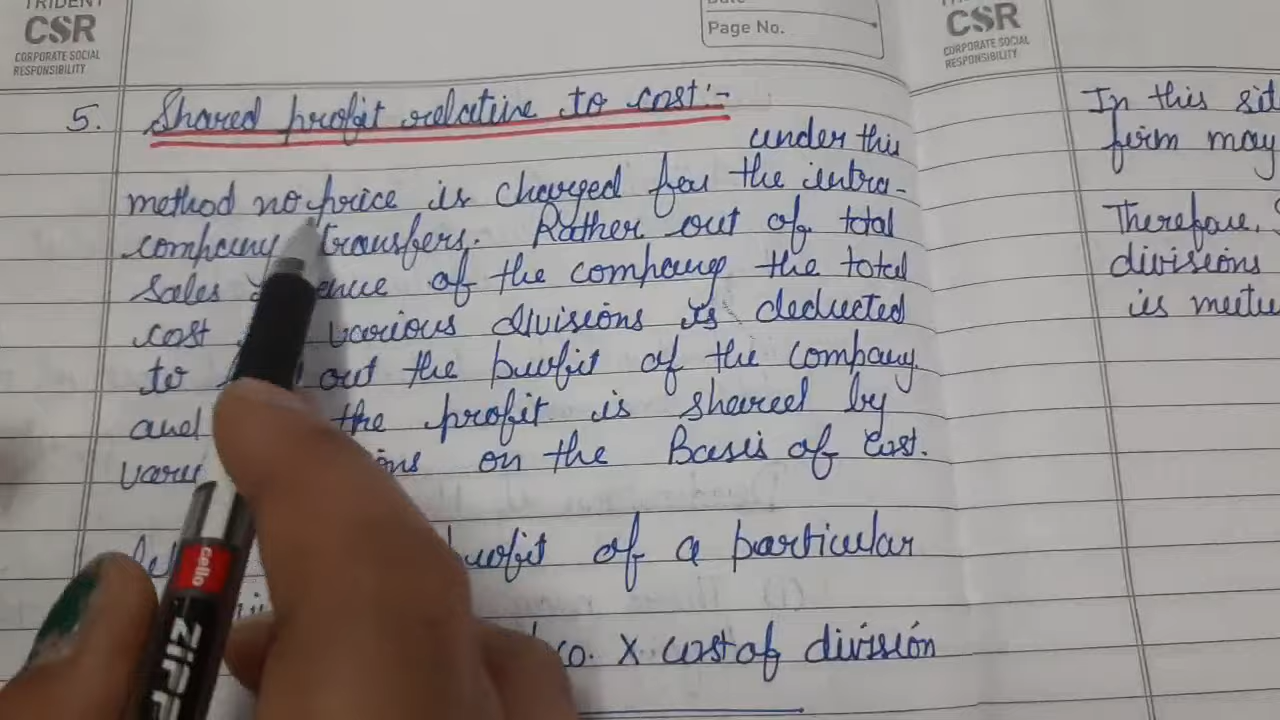 TRIDENT
CSR
CORPORATE SOCIAL
RESPONSIBILITY
Page No.
CSR
CORPORATE SOCIAL
RESPONSIBILITY
5. Shared profit relative to cost:-
under this
method no price is charged for the intra-
company transfers. Rather out of total
sales of the company the total
cost various divisions is deducted
to out the profit of the company
and the profit is shared by
on the Basis of cost.
profit of a particular
co. X cost of division
In this
firm may
Therefore,
divisions
is
cello